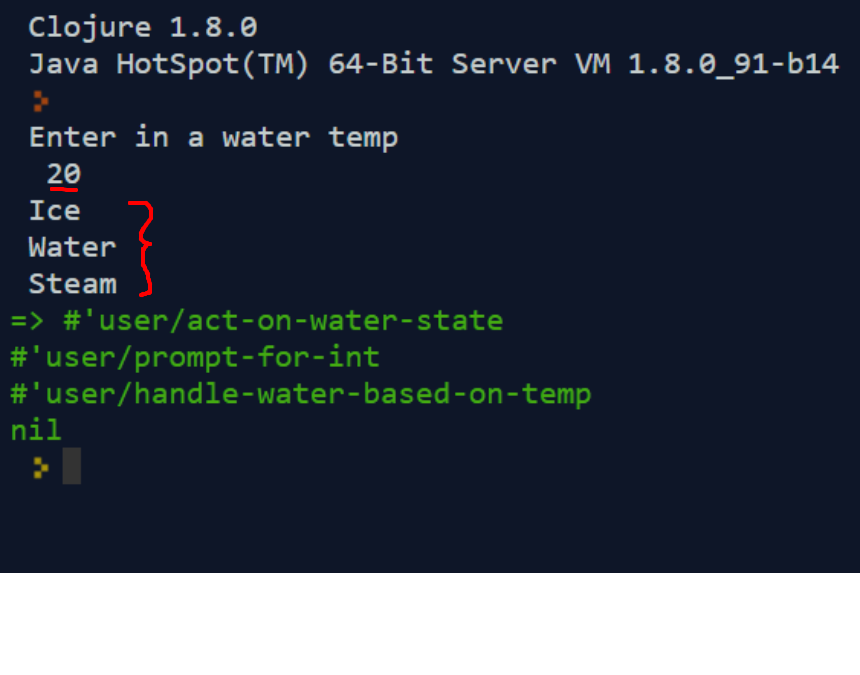 Clojure 1.8.0
Java HotSpot(TM) 64-Bit Server VM 1.8.0_91-b14
Enter in a water temp
20
Ice
Water
Steam
=> #'user/act-on-water-state
#'user/prompt-for-int
#'user/handle-water-based-on-temp
nil